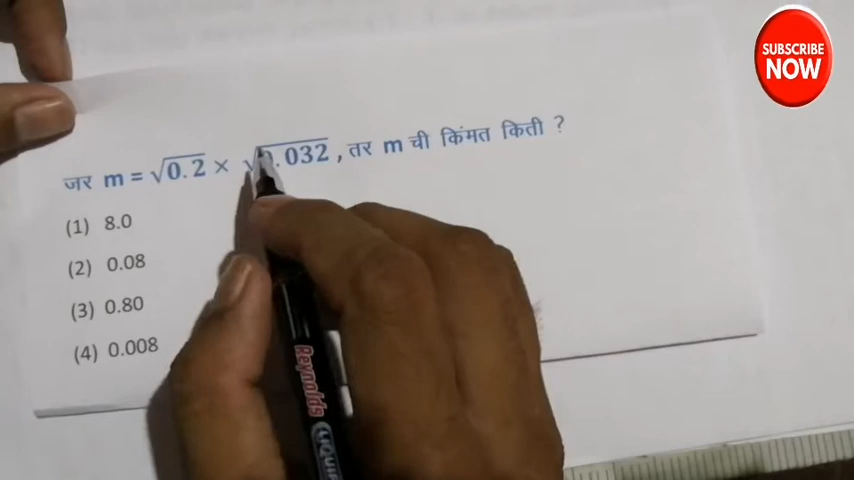 SUBSCRIBE
NOW
जर m = √0.2 × √0.032 , तर m ची किंमत किती ?
(1) 8.0
(2) 0.08
(3) 0.80
(4) 0.008
Reynolds